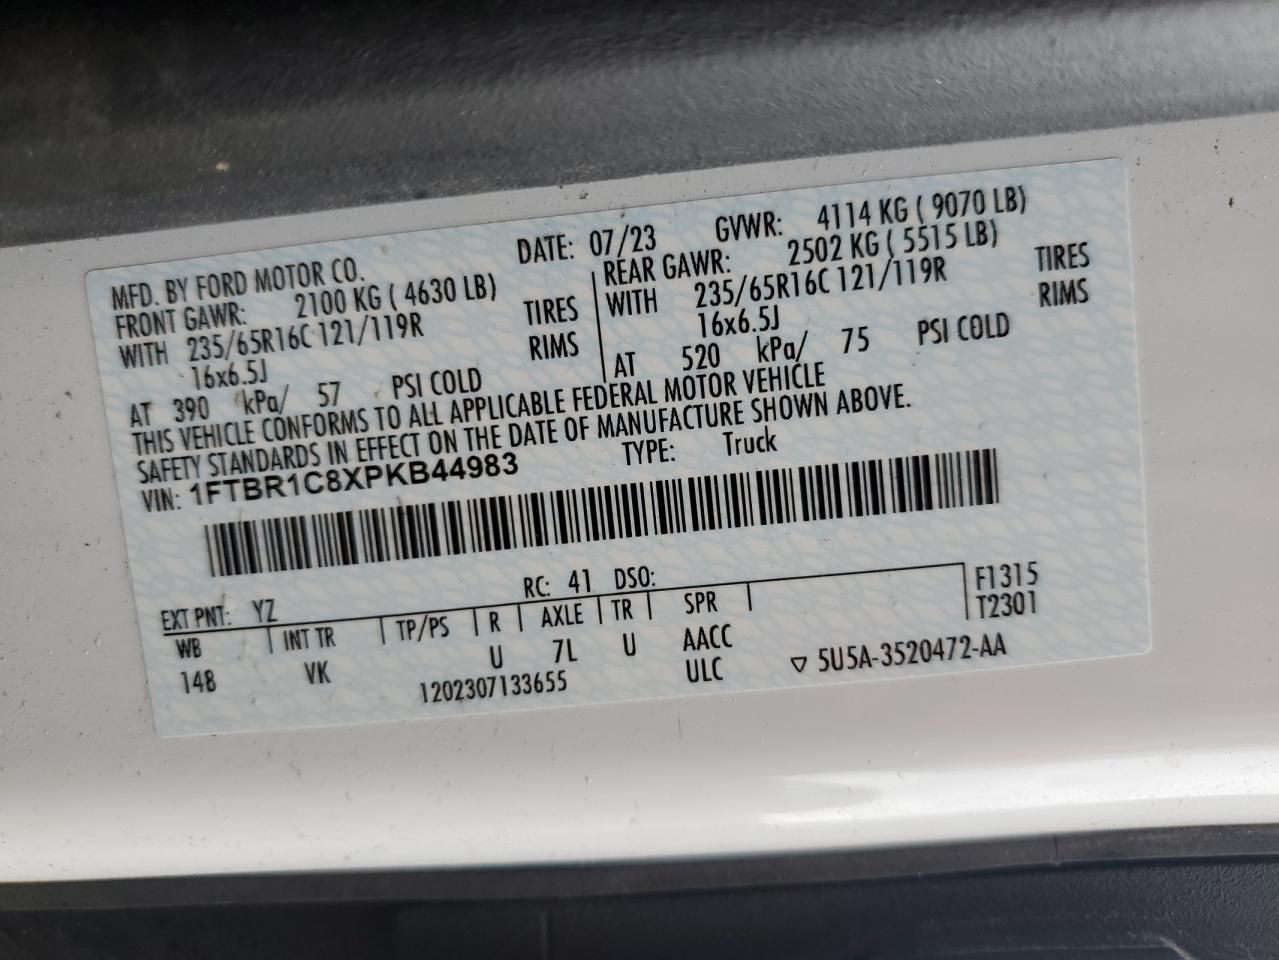 MFD. BY FORD MOTOR CO. DATE: 07/23 GVWR: 4114 KG ( 9070 LB)
FRONT GAWR: 2100 KG ( 4630 LB) REAR GAWR: 2502 KG ( 5515 LB)
WITH 235/65R16C 121/119R TIRES WITH 235/65R16C 121/119R TIRES
16x6.5J RIMS 16x6.5J RIMS
AT 390 kPa/ 57 PSI COLD AT 520 kPa/ 75 PSI COLD
THIS VEHICLE CONFORMS TO ALL APPLICABLE FEDERAL MOTOR VEHICLE
SAFETY STANDARDS IN EFFECT ON THE DATE OF MANUFACTURE SHOWN ABOVE.
VIN: 1FTBR1C8XPKB44983 TYPE: Truck
EXT PNT: YZ RC: 41 DSO: F1315
WB INT TR TP/PS R AXLE TR SPR T2301
148 VK U 7L U AACC
1202307133655 ULC ▽ 5U5A-3520472-AA